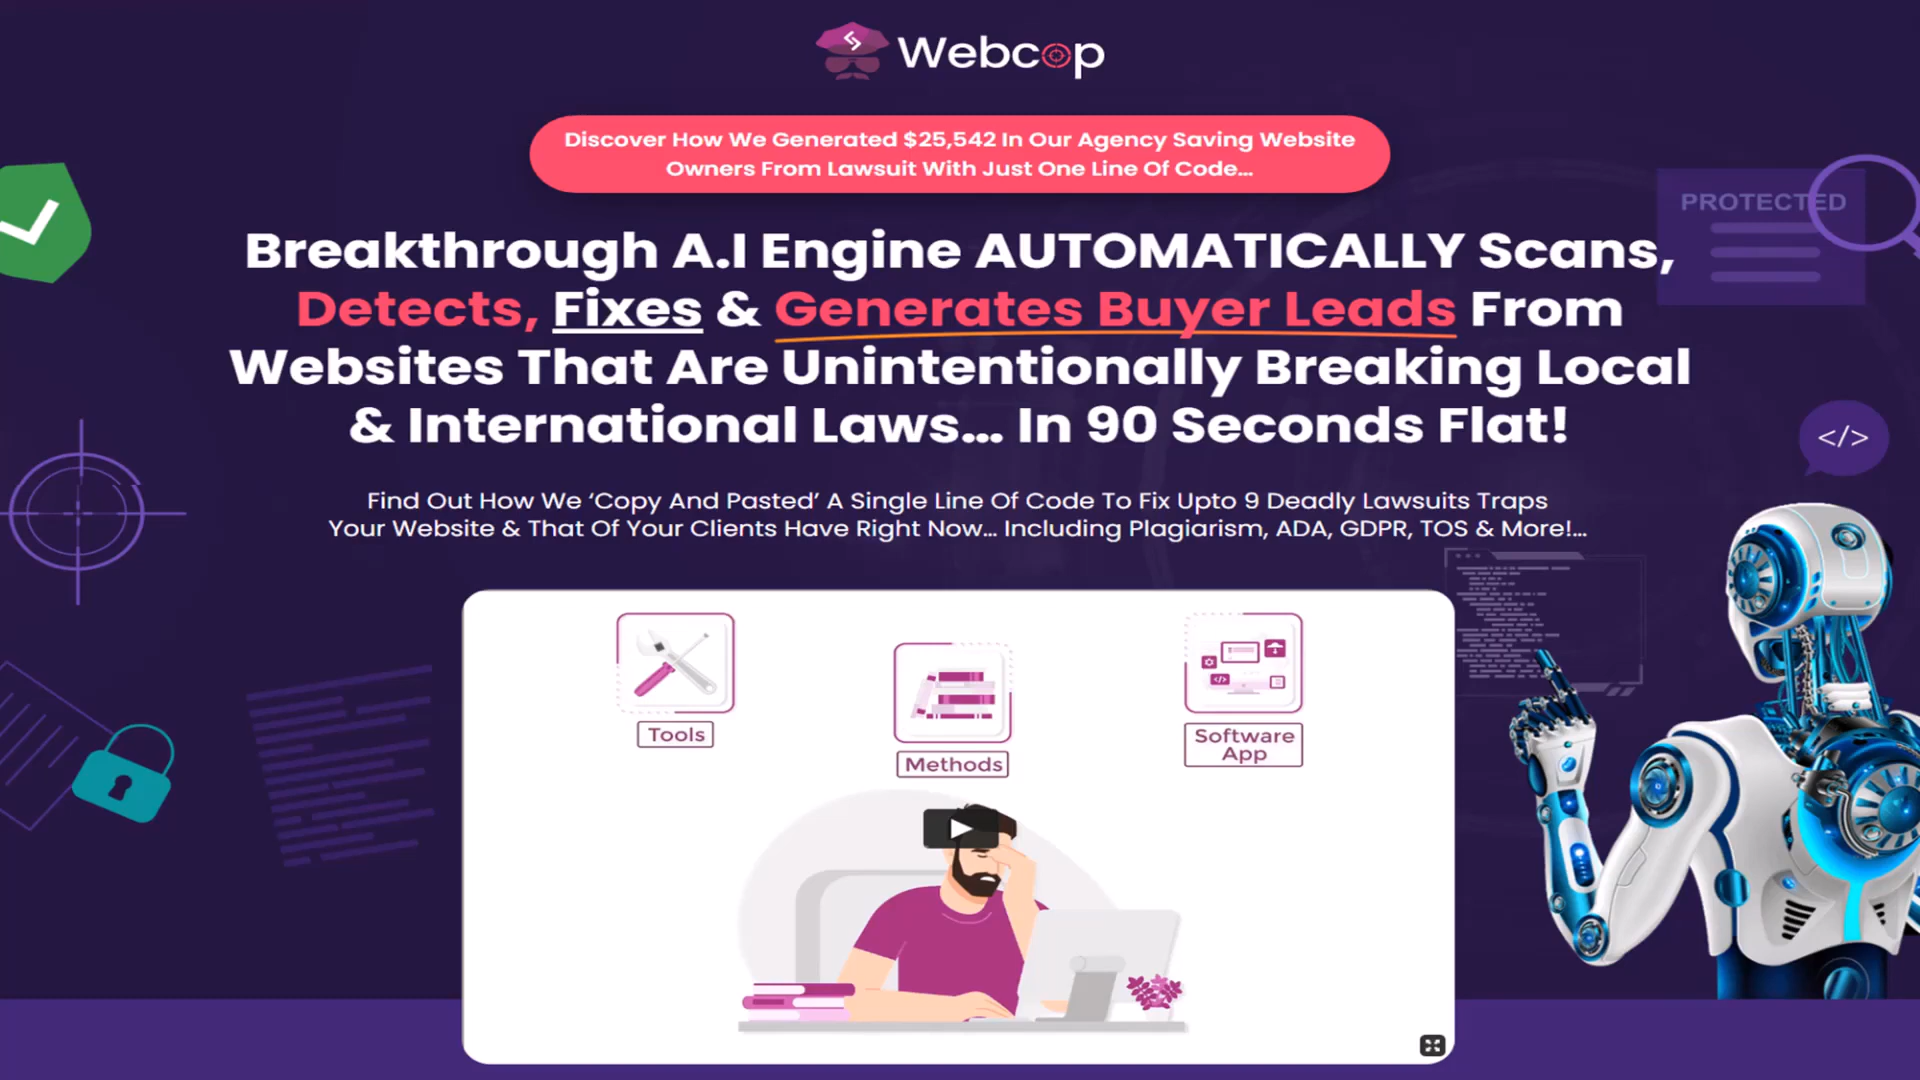 Webcop
Discover How We Generated $25,542 In Our Agency Saving Website
Owners From Lawsuit With Just One Line Of Code...
PROTECTED
Breakthrough A.I Engine AUTOMATICALLY Scans,
Detects, Fixes & Generates Buyer Leads From
Websites That Are Unintentionally Breaking Local
& International Laws... In 90 Seconds Flat!
</>
Find Out How We ‘Copy And Pasted’ A Single Line Of Code To Fix Upto 9 Deadly Lawsuits Traps
Your Website & That Of Your Clients Have Right Now... Including Plagiarism, ADA, GDPR, TOS & More!...
Tools
Methods
Software
App